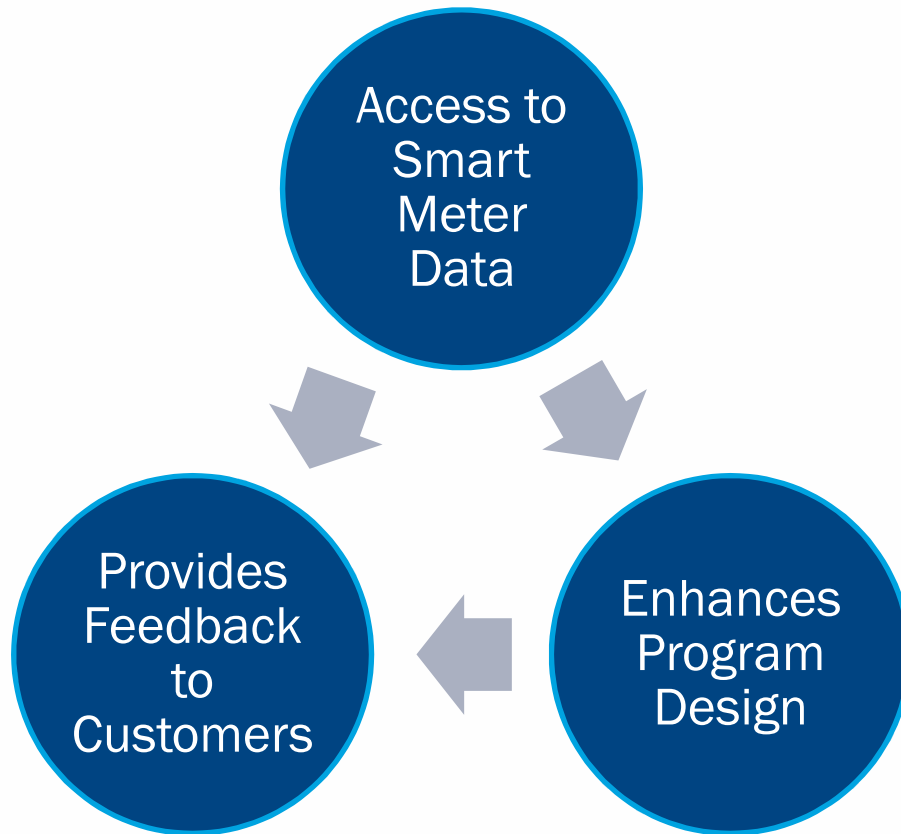 Access to
Smart
Meter
Data
Provides
Feedback
to
Customers
Enhances
Program
Design